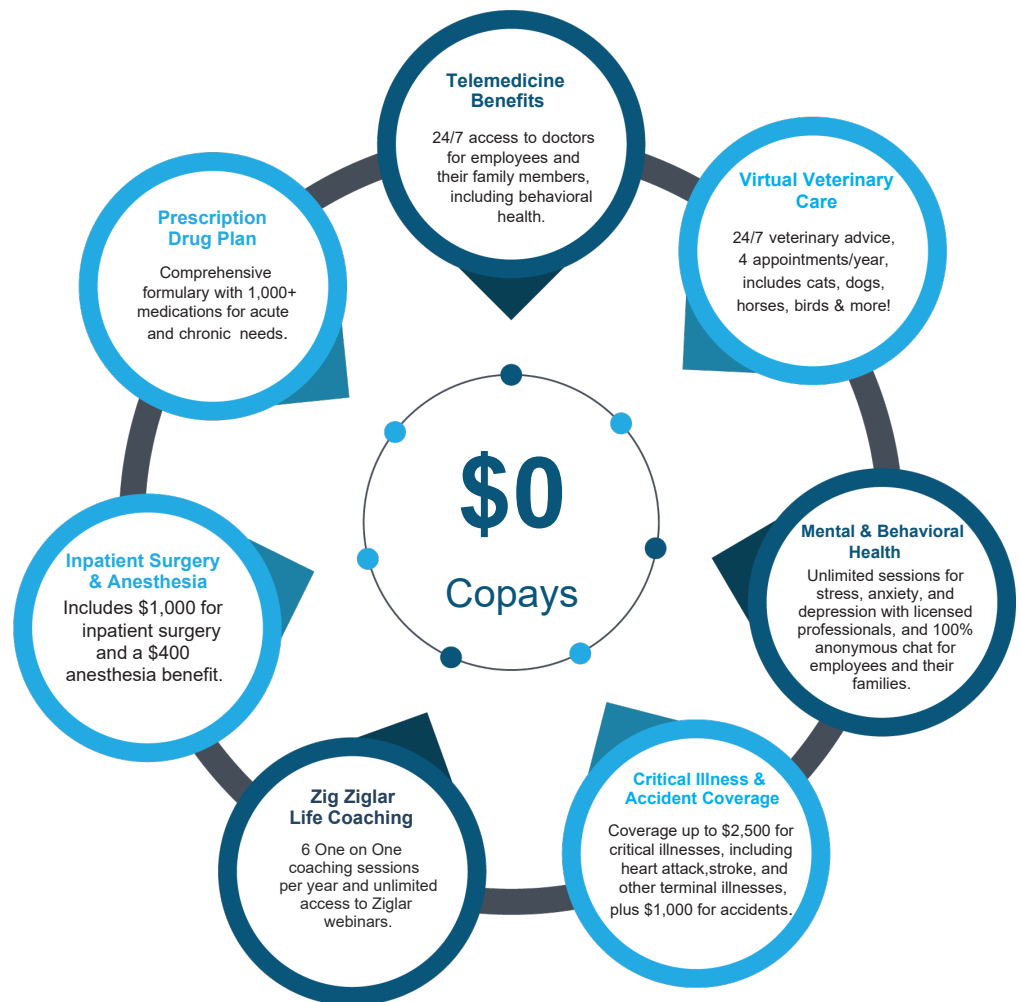 Telemedicine
Benefits
24/7 access to doctors
for employees and
their family members,
including behavioral
health.
Virtual Veterinary
Care
24/7 veterinary advice,
4 appointments/year,
includes cats, dogs,
horses, birds & more!
Mental & Behavioral
Health
Unlimited sessions for
stress, anxiety, and
depression with licensed
professionals, and 100%
anonymous chat for
employees and their
families.
Critical Illness &
Accident Coverage
Coverage up to $2,500 for
critical illnesses, including
heart attack,stroke, and
other terminal illnesses,
plus $1,000 for accidents.
Zig Ziglar
Life Coaching
6 One on One
coaching sessions
per year and unlimited
access to Ziglar
webinars.
Inpatient Surgery
& Anesthesia
Includes $1,000 for
inpatient surgery
and a $400
anesthesia benefit.
Prescription
Drug Plan
Comprehensive
formulary with 1,000+
medications for acute
and chronic needs.
$0
Copays